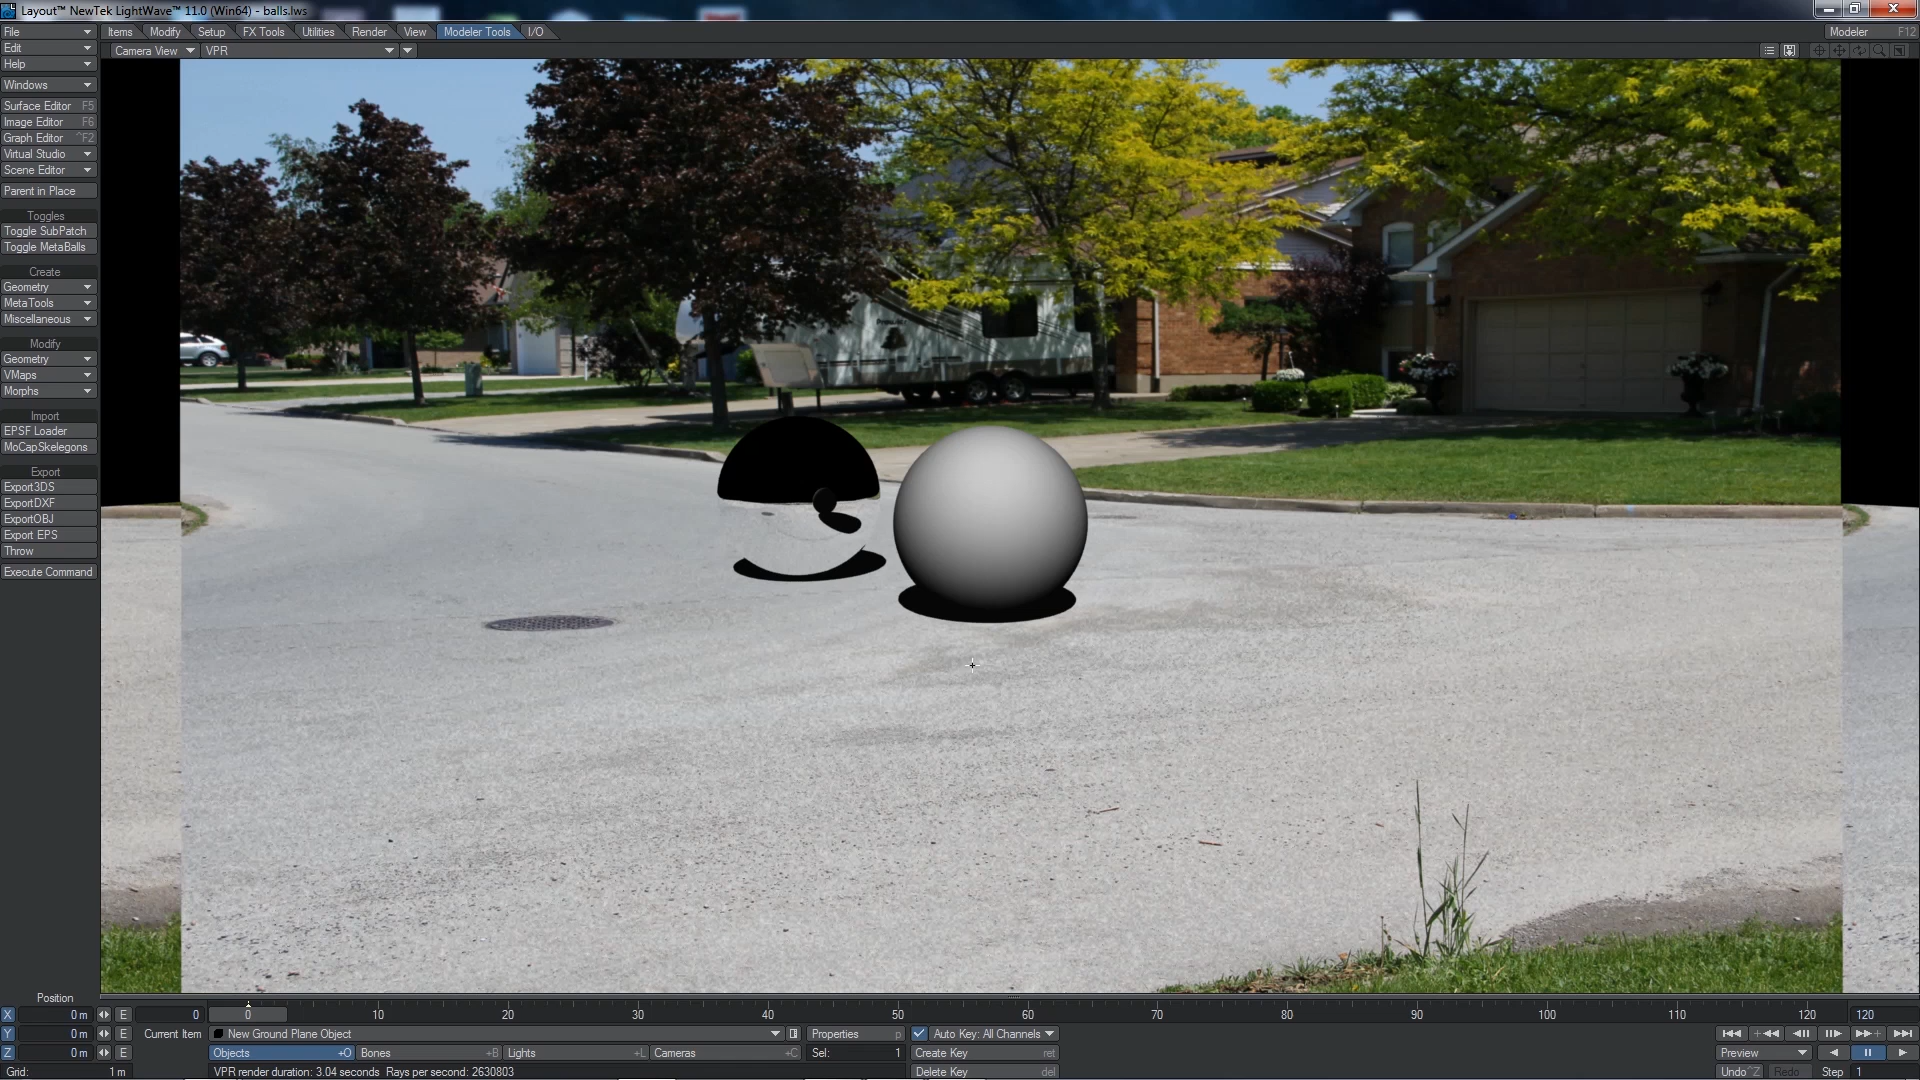 Layout™ NewTek LightWave™ 11.0 (Win64) - balls.lws
File
Items Modify Setup FX Tools Utilities Render View Modeler Tools I/O
Modeler F12
Edit
Camera View VPR
Help
Windows
Surface Editor F5
Image Editor F6
Graph Editor ^F2
Virtual Studio
Scene Editor
Parent in Place
Toggles
Toggle SubPatch
Toggle MetaBalls
Create
Geometry
MetaTools
Miscellaneous
Modify
Geometry
VMaps
Morphs
Import
EPSF Loader
MoCapSkelegons
Export
Export3DS
ExportDXF
ExportOBJ
Export EPS
Throw
Execute Command
Position
X 0 m E 0
0 10 20 30 40 50 60 70 80 90 100 110 120 120
Y 0 m E Current Item New Ground Plane Object Properties p Auto Key: All Channels
Z 0 m E Objects +O Bones +B Lights +L Cameras +C Sel: 1 Create Key ret Preview
Grid: 1 m VPR render duration: 3.04 seconds Rays per second: 2630803 Delete Key del Undo ^Z Redo Step 1